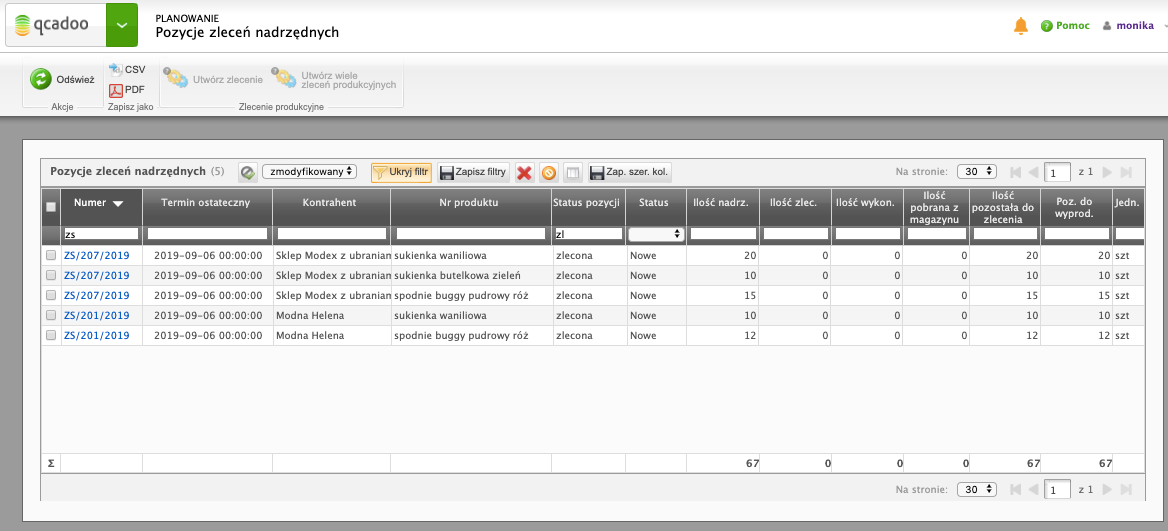 qcadoo
PLANOWANIE
Pozycje zleceń nadrzędnych
Pomoc
monika
Odśwież
CSV
PDF
Utwórz zlecenie
Utwórz wiele
zleceń produkcyjnych
Akcje
Zapisz jako
Zlecenie produkcyjne
Pozycje zleceń nadrzędnych (5) zmodyfikowany Ukryj filtr Zapisz filtry Zap. szer. kol. Na stronie: 30 1 z 1
Numer Termin ostateczny Kontrahent Nr produktu Status pozycji Status Ilość nadrz. Ilość zlec. Ilość wykon. Ilość pobrana z magazynu Ilość pozostała do zlecenia Poz. do wyprod. Jedn.
zs zl
ZS/207/2019 2019-09-06 00:00:00 Sklep Modex z ubraniam sukienka waniliowa zlecona Nowe 20 0 0 0 20 20 szt
ZS/207/2019 2019-09-06 00:00:00 Sklep Modex z ubraniam sukienka butelkowa zieleń zlecona Nowe 10 0 0 0 10 10 szt
ZS/207/2019 2019-09-06 00:00:00 Sklep Modex z ubraniam spodnie buggy pudrowy róż zlecona Nowe 15 0 0 0 15 15 szt
ZS/201/2019 2019-09-06 00:00:00 Modna Helena sukienka waniliowa zlecona Nowe 10 0 0 0 10 10 szt
ZS/201/2019 2019-09-06 00:00:00 Modna Helena spodnie buggy pudrowy róż zlecona Nowe 12 0 0 0 12 12 szt
Σ 67 0 0 0 67 67
Na stronie: 30 1 z 1